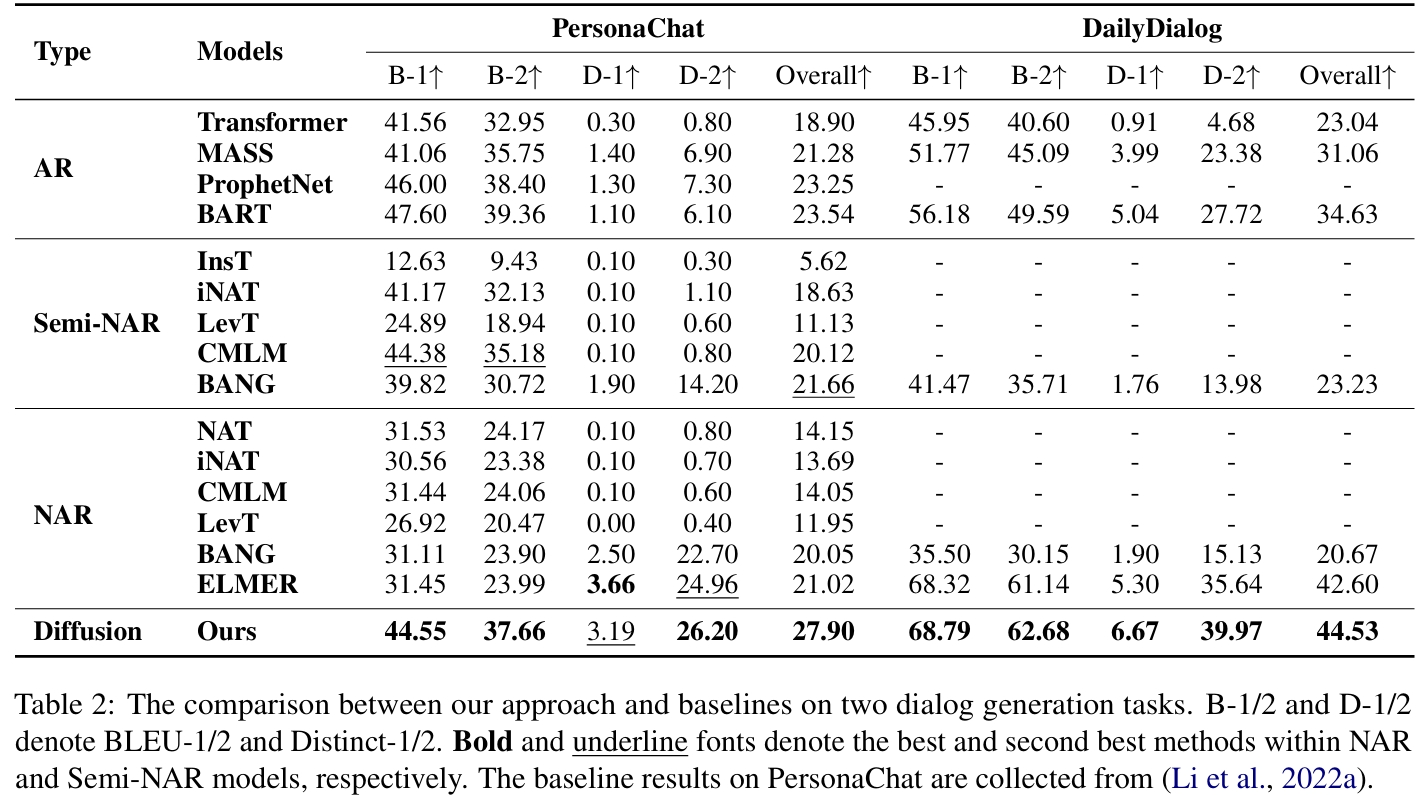 Type Models PersonaChat DailyDialog
B-1↑ B-2↑ D-1↑ D-2↑ Overall↑ B-1↑ B-2↑ D-1↑ D-2↑ Overall↑
AR
Transformer 41.56 32.95 0.30 0.80 18.90 45.95 40.60 0.91 4.68 23.04
MASS 41.06 35.75 1.40 6.90 21.28 51.77 45.09 3.99 23.38 31.06
ProphetNet 46.00 38.40 1.30 7.30 23.25 - - - - -
BART 47.60 39.36 1.10 6.10 23.54 56.18 49.59 5.04 27.72 34.63
Semi-NAR
InsT 12.63 9.43 0.10 0.30 5.62 - - - - -
iNAT 41.17 32.13 0.10 1.10 18.63 - - - - -
LevT 24.89 18.94 0.10 0.60 11.13 - - - - -
CMLM 44.38 35.18 0.10 0.80 20.12 - - - - -
BANG 39.82 30.72 1.90 14.20 21.66 41.47 35.71 1.76 13.98 23.23
NAR
NAT 31.53 24.17 0.10 0.80 14.15 - - - - -
iNAT 30.56 23.38 0.10 0.70 13.69 - - - - -
CMLM 31.44 24.06 0.10 0.60 14.05 - - - - -
LevT 26.92 20.47 0.00 0.40 11.95 - - - - -
BANG 31.11 23.90 2.50 22.70 20.05 35.50 30.15 1.90 15.13 20.67
ELMER 31.45 23.99 3.66 24.96 21.02 68.32 61.14 5.30 35.64 42.60
Diffusion Ours 44.55 37.66 3.19 26.20 27.90 68.79 62.68 6.67 39.97 44.53
Table 2: The comparison between our approach and baselines on two dialog generation tasks. B-1/2 and D-1/2
denote BLEU-1/2 and Distinct-1/2. Bold and underline fonts denote the best and second best methods within NAR
and Semi-NAR models, respectively. The baseline results on PersonaChat are collected from (Li et al., 2022a).